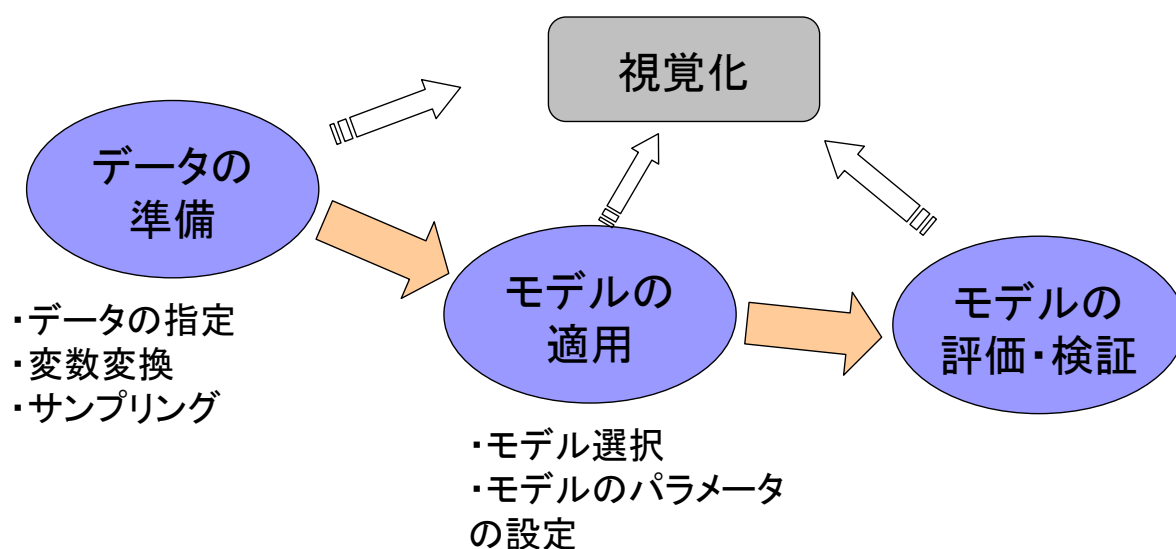 視覚化
データの
準備
・データの指定
・変数変換
・サンプリング
モデルの
適用
・モデル選択
・モデルのパラメータ
の設定
モデルの
評価・検証